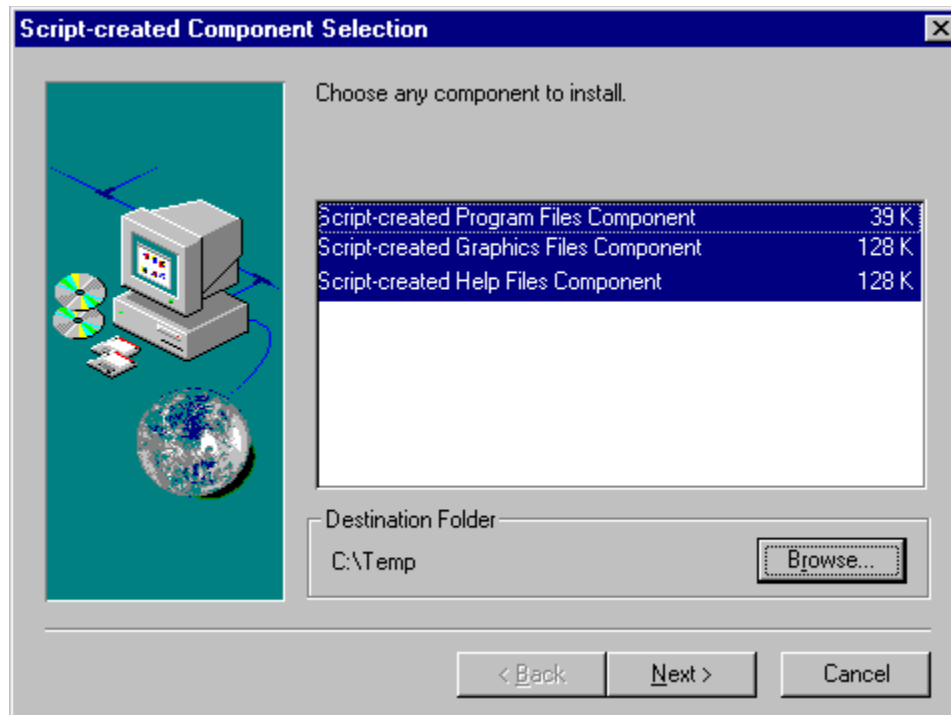 Script-created Component Selection
Choose any component to install.
Script-created Program Files Component 39 K
Script-created Graphics Files Component 128 K
Script-created Help Files Component 128 K
Destination Folder
C:\Temp
Browse...
< Back Next > Cancel